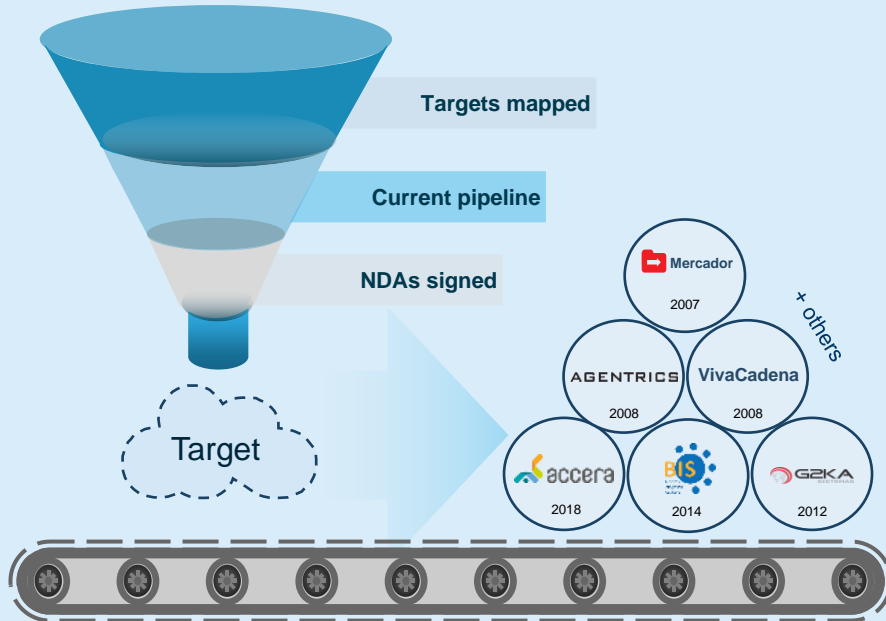 Targets mapped
Current pipeline
NDAs signed
Target
Mercador
2007
+ others
AGENTRICS
2008
VivaCadena
2008
accera
2018
BIS
2014
G2KA
SISTEMAS
2012